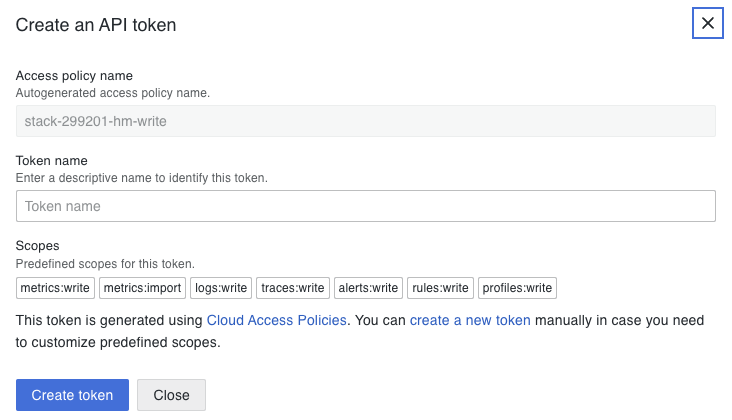 Create an API token
Access policy name
Autogenerated access policy name.
stack-299201-hm-write
Token name
Enter a descriptive name to identify this token.
Token name
Scopes
Predefined scopes for this token.
metrics:write metrics:import logs:write traces:write alerts:write rules:write profiles:write
This token is generated using Cloud Access Policies. You can create a new token manually in case you need
to customize predefined scopes.
Create token Close